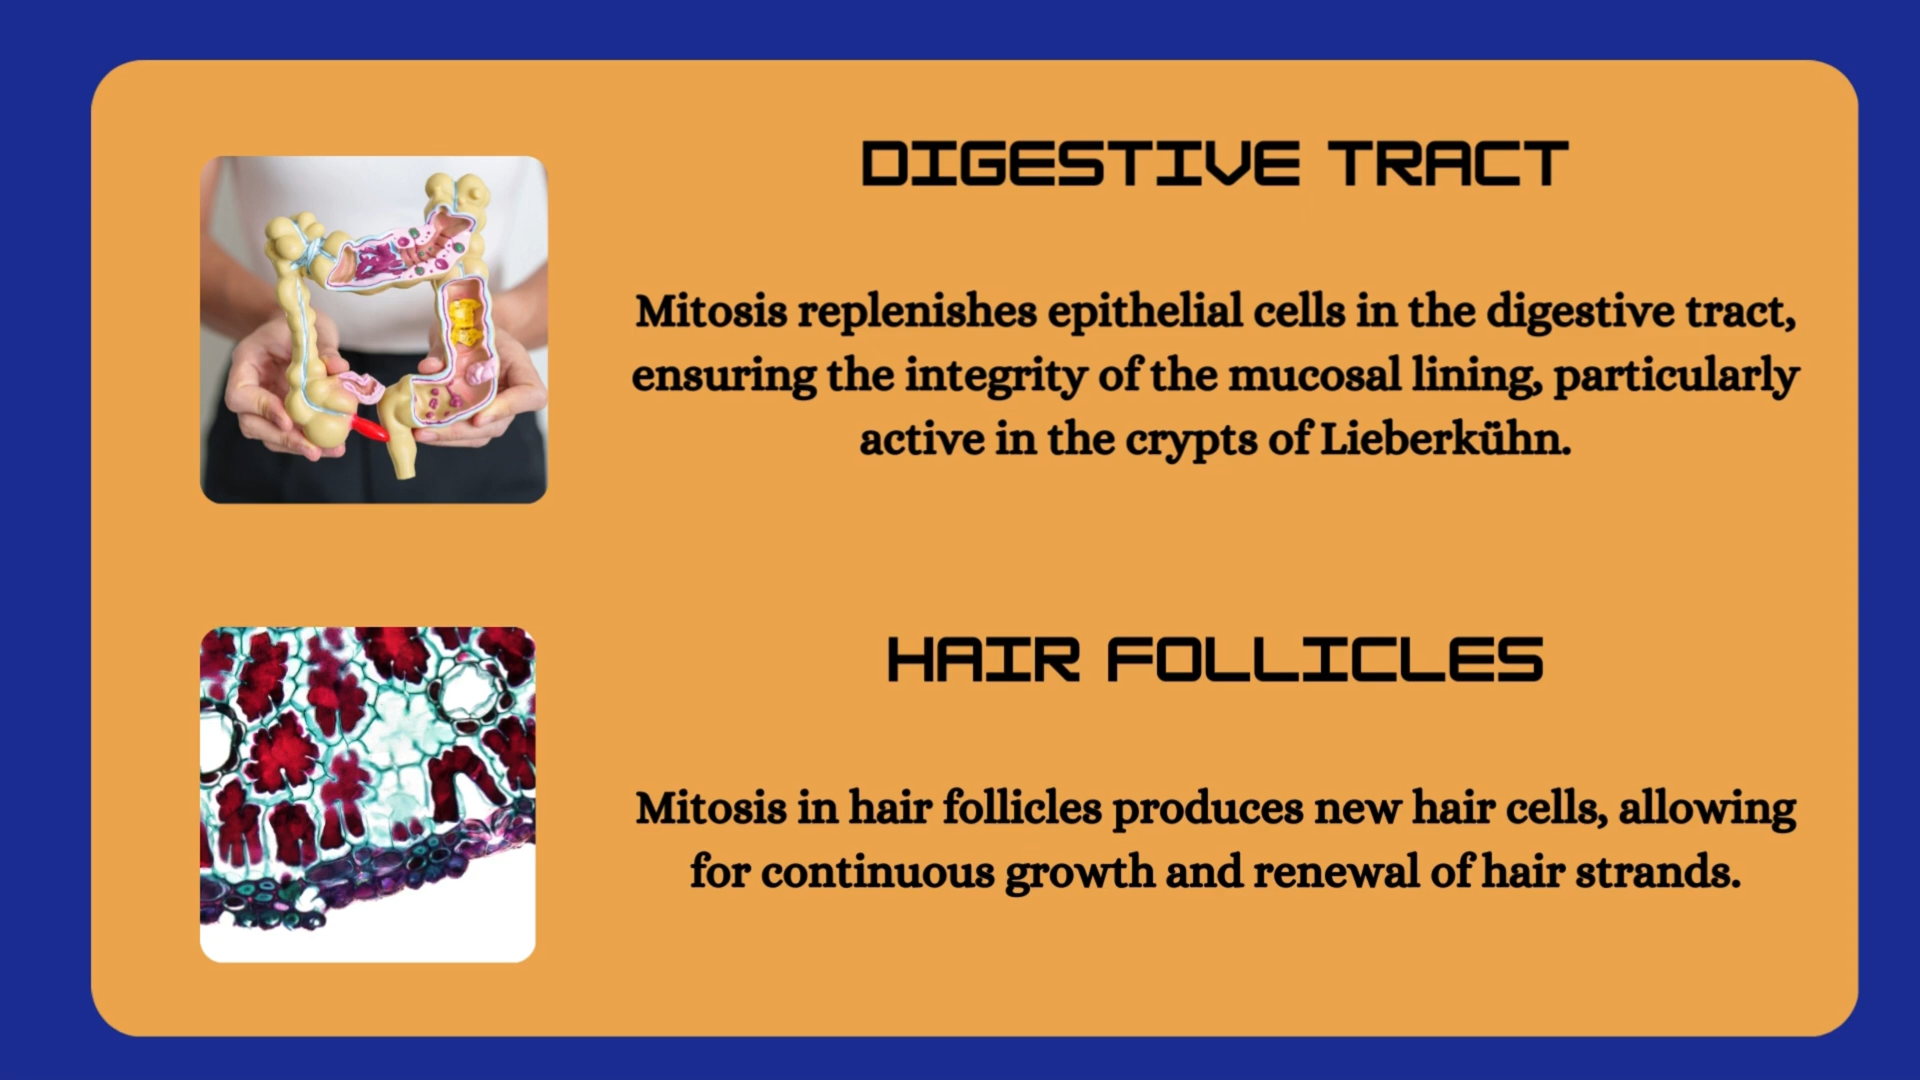 DIGESTIVE TRACT
Mitosis replenishes epithelial cells in the digestive tract,
ensuring the integrity of the mucosal lining, particularly
active in the crypts of Lieberkühn.
HAIR FOLLICLES
Mitosis in hair follicles produces new hair cells, allowing
for continuous growth and renewal of hair strands.